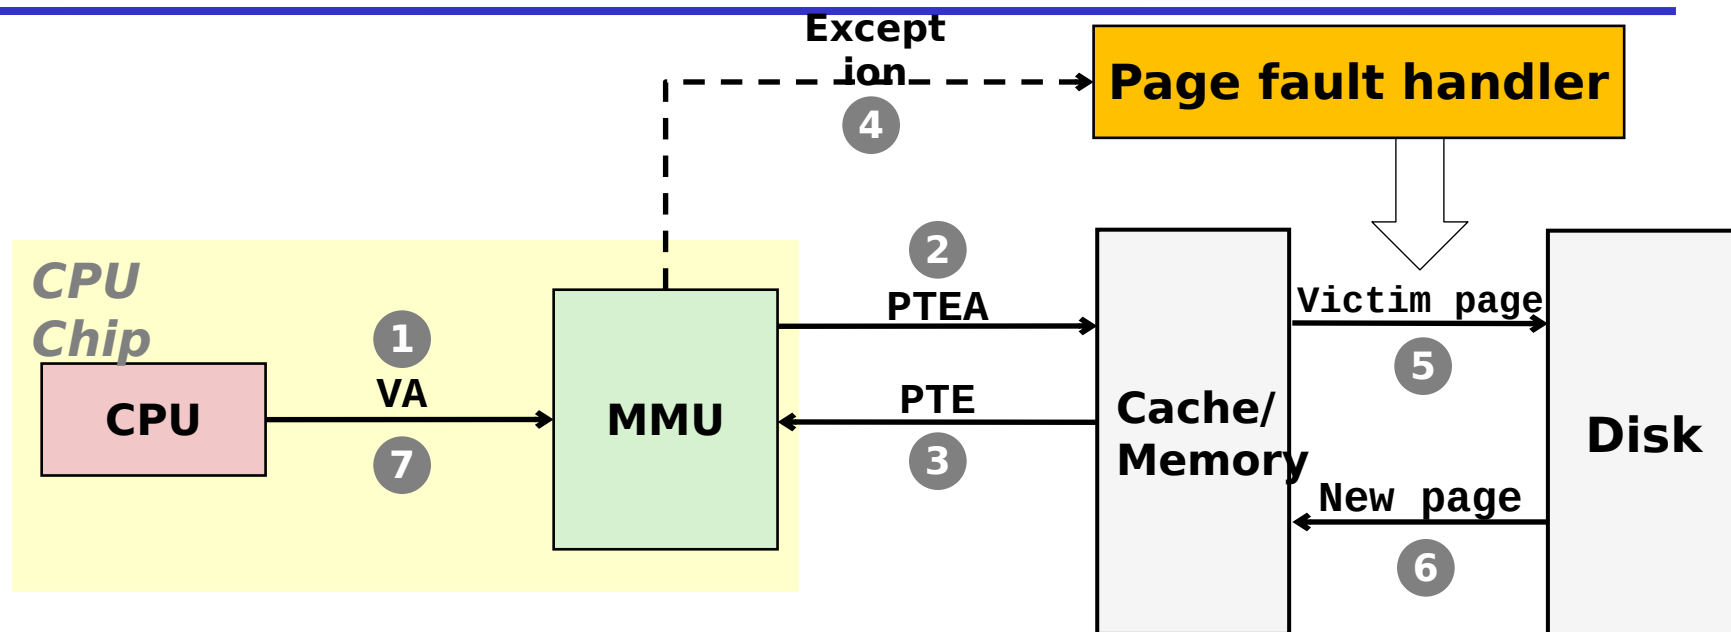 Except
ion
4
Page fault handler
CPU
Chip
1
VA
7
CPU
MMU
2
PTEA
PTE
3
Cache/
Memory
Victim page
5
New page
6
Disk